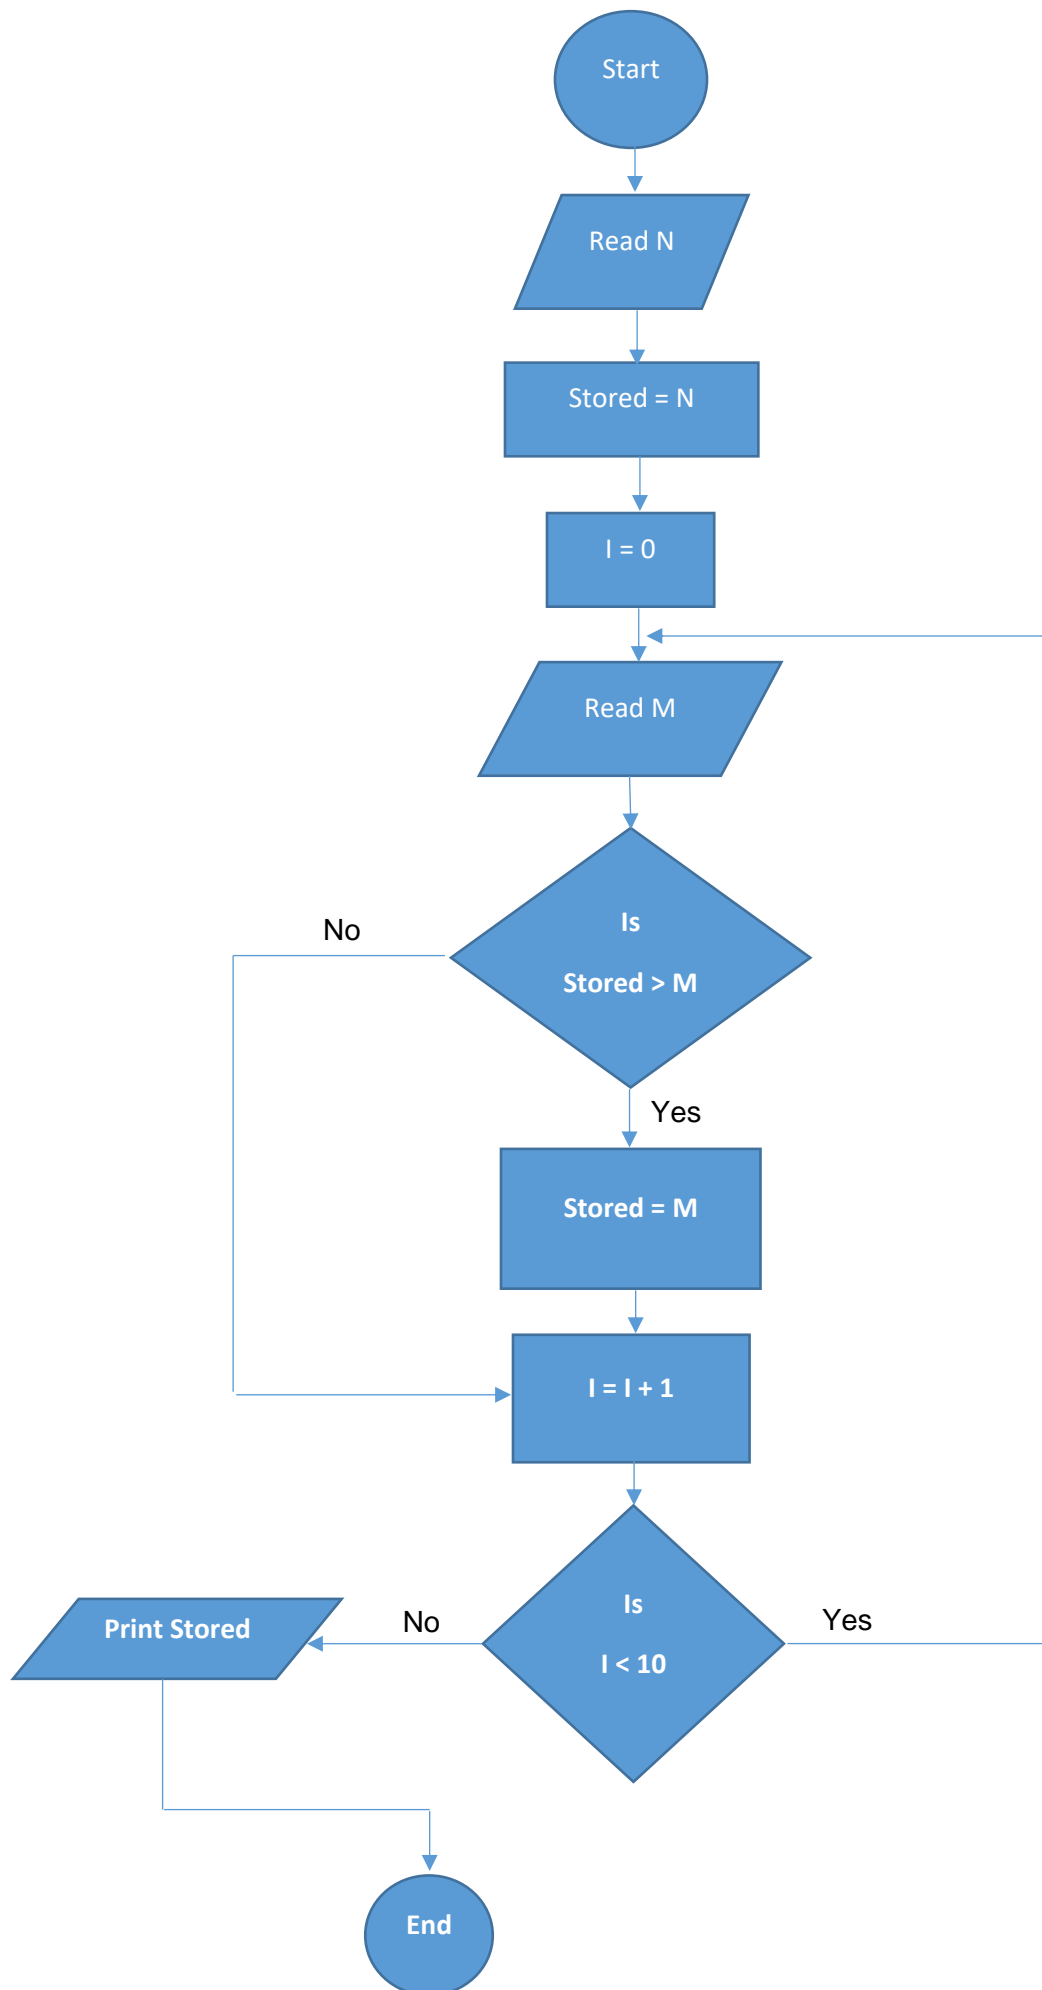 Start
Read N
Stored = N
I = 0
Read M
No
Is
Stored > M
Yes
Stored = M
I = I + 1
Is
I < 10
No
Yes
Print Stored
End